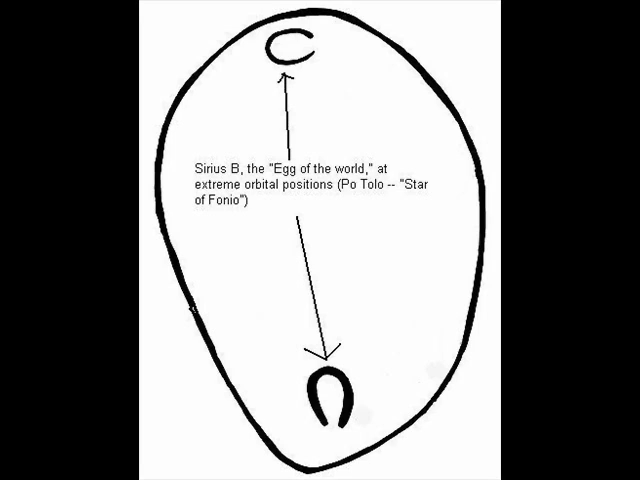 Sirius B, the "Egg of the world," at
extreme orbital positions (Po Tolo -- "Star
of Fonio")